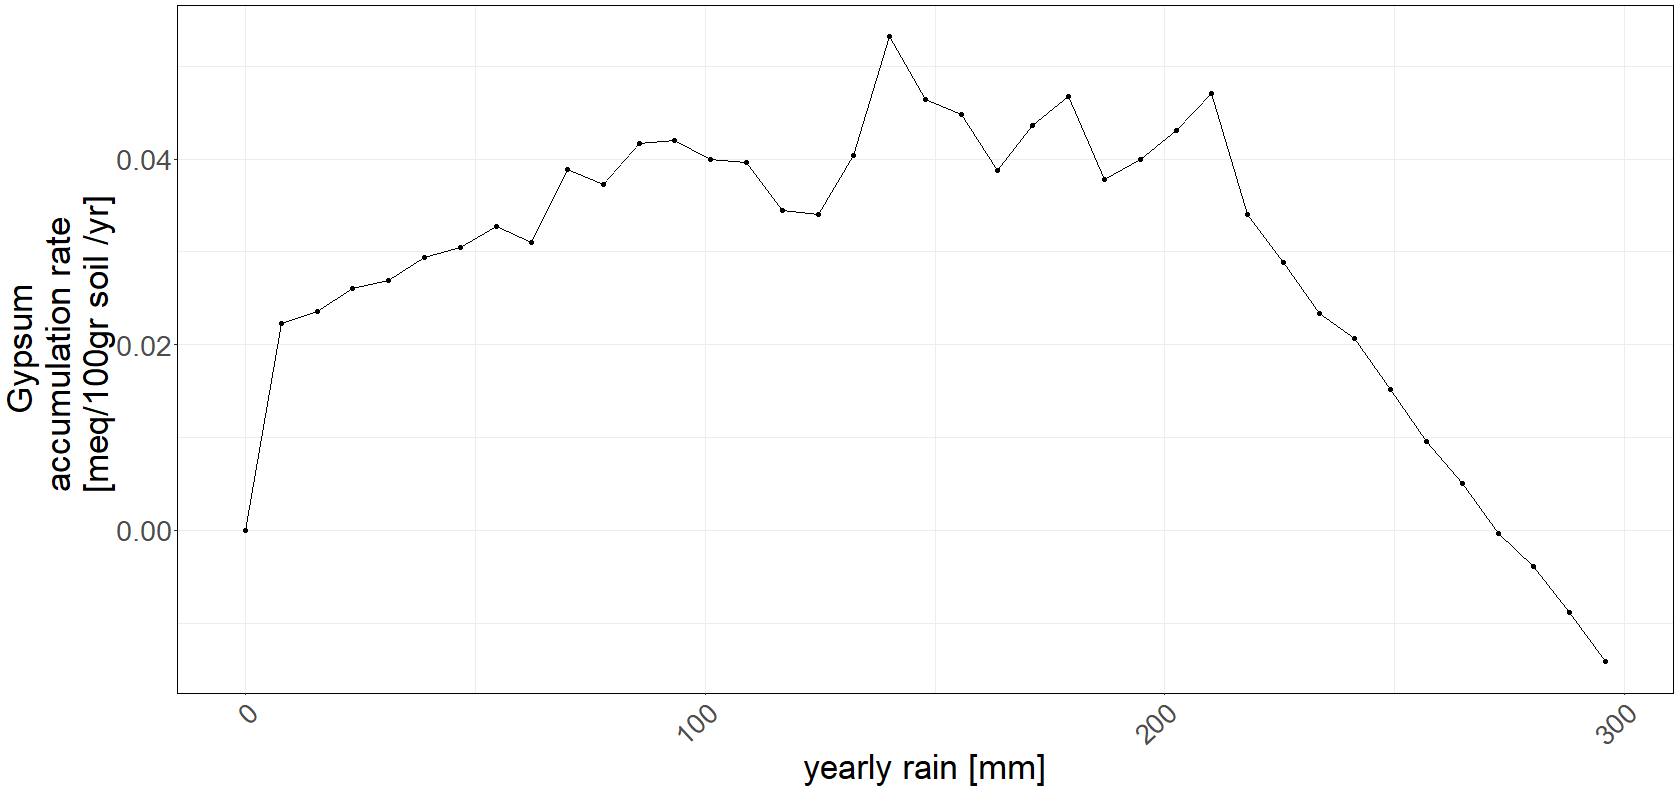 Gypsum
accumulation rate
[meq/100gr soil /yr]
0.04
0.02
0.00
0
100
200
300
yearly rain [mm]